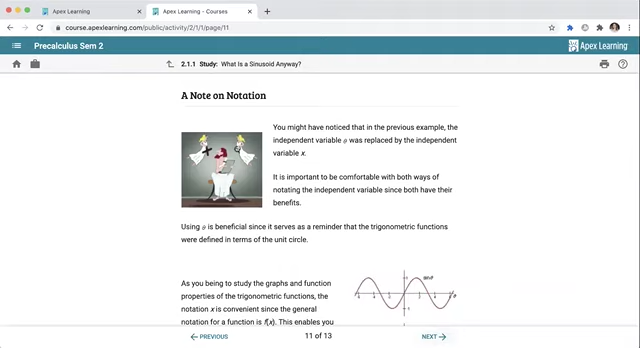 Apex Learning
Apex Learning - Courses
course.apexlearning.com/public/activity/2/1/1/page/11
Precalculus Sem 2
Apex Learning
2.1.1 Study: What Is a Sinusoid Anyway?
A Note on Notation
You might have noticed that in the previous example, the
independent variable θ was replaced by the independent
variable x.
It is important to be comfortable with both ways of
notating the independent variable since both have their
benefits.
Using θ is beneficial since it serves as a reminder that the trigonometric functions
were defined in terms of the unit circle.
As you being to study the graphs and function
properties of the trigonometric functions, the
notation x is convenient since the general
notation for a function is f(x). This enables you
sinθ
θ
PREVIOUS
11 of 13
NEXT